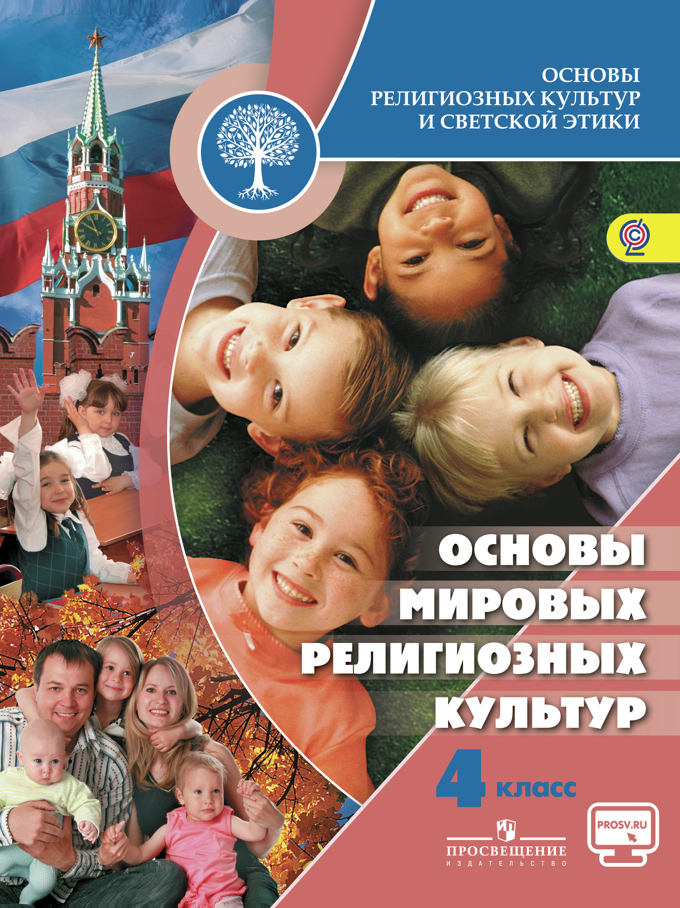 ОСНОВЫ
РЕЛИГИОЗНЫХ КУЛЬТУР
И СВЕТСКОЙ ЭТИКИ
ОСНОВЫ
МИРОВЫХ
РЕЛИГИОЗНЫХ
КУЛЬТУР
4 класс
ПРОСВЕЩЕНИЕ
ИЗДАТЕЛЬСТВО
PROSV.RU